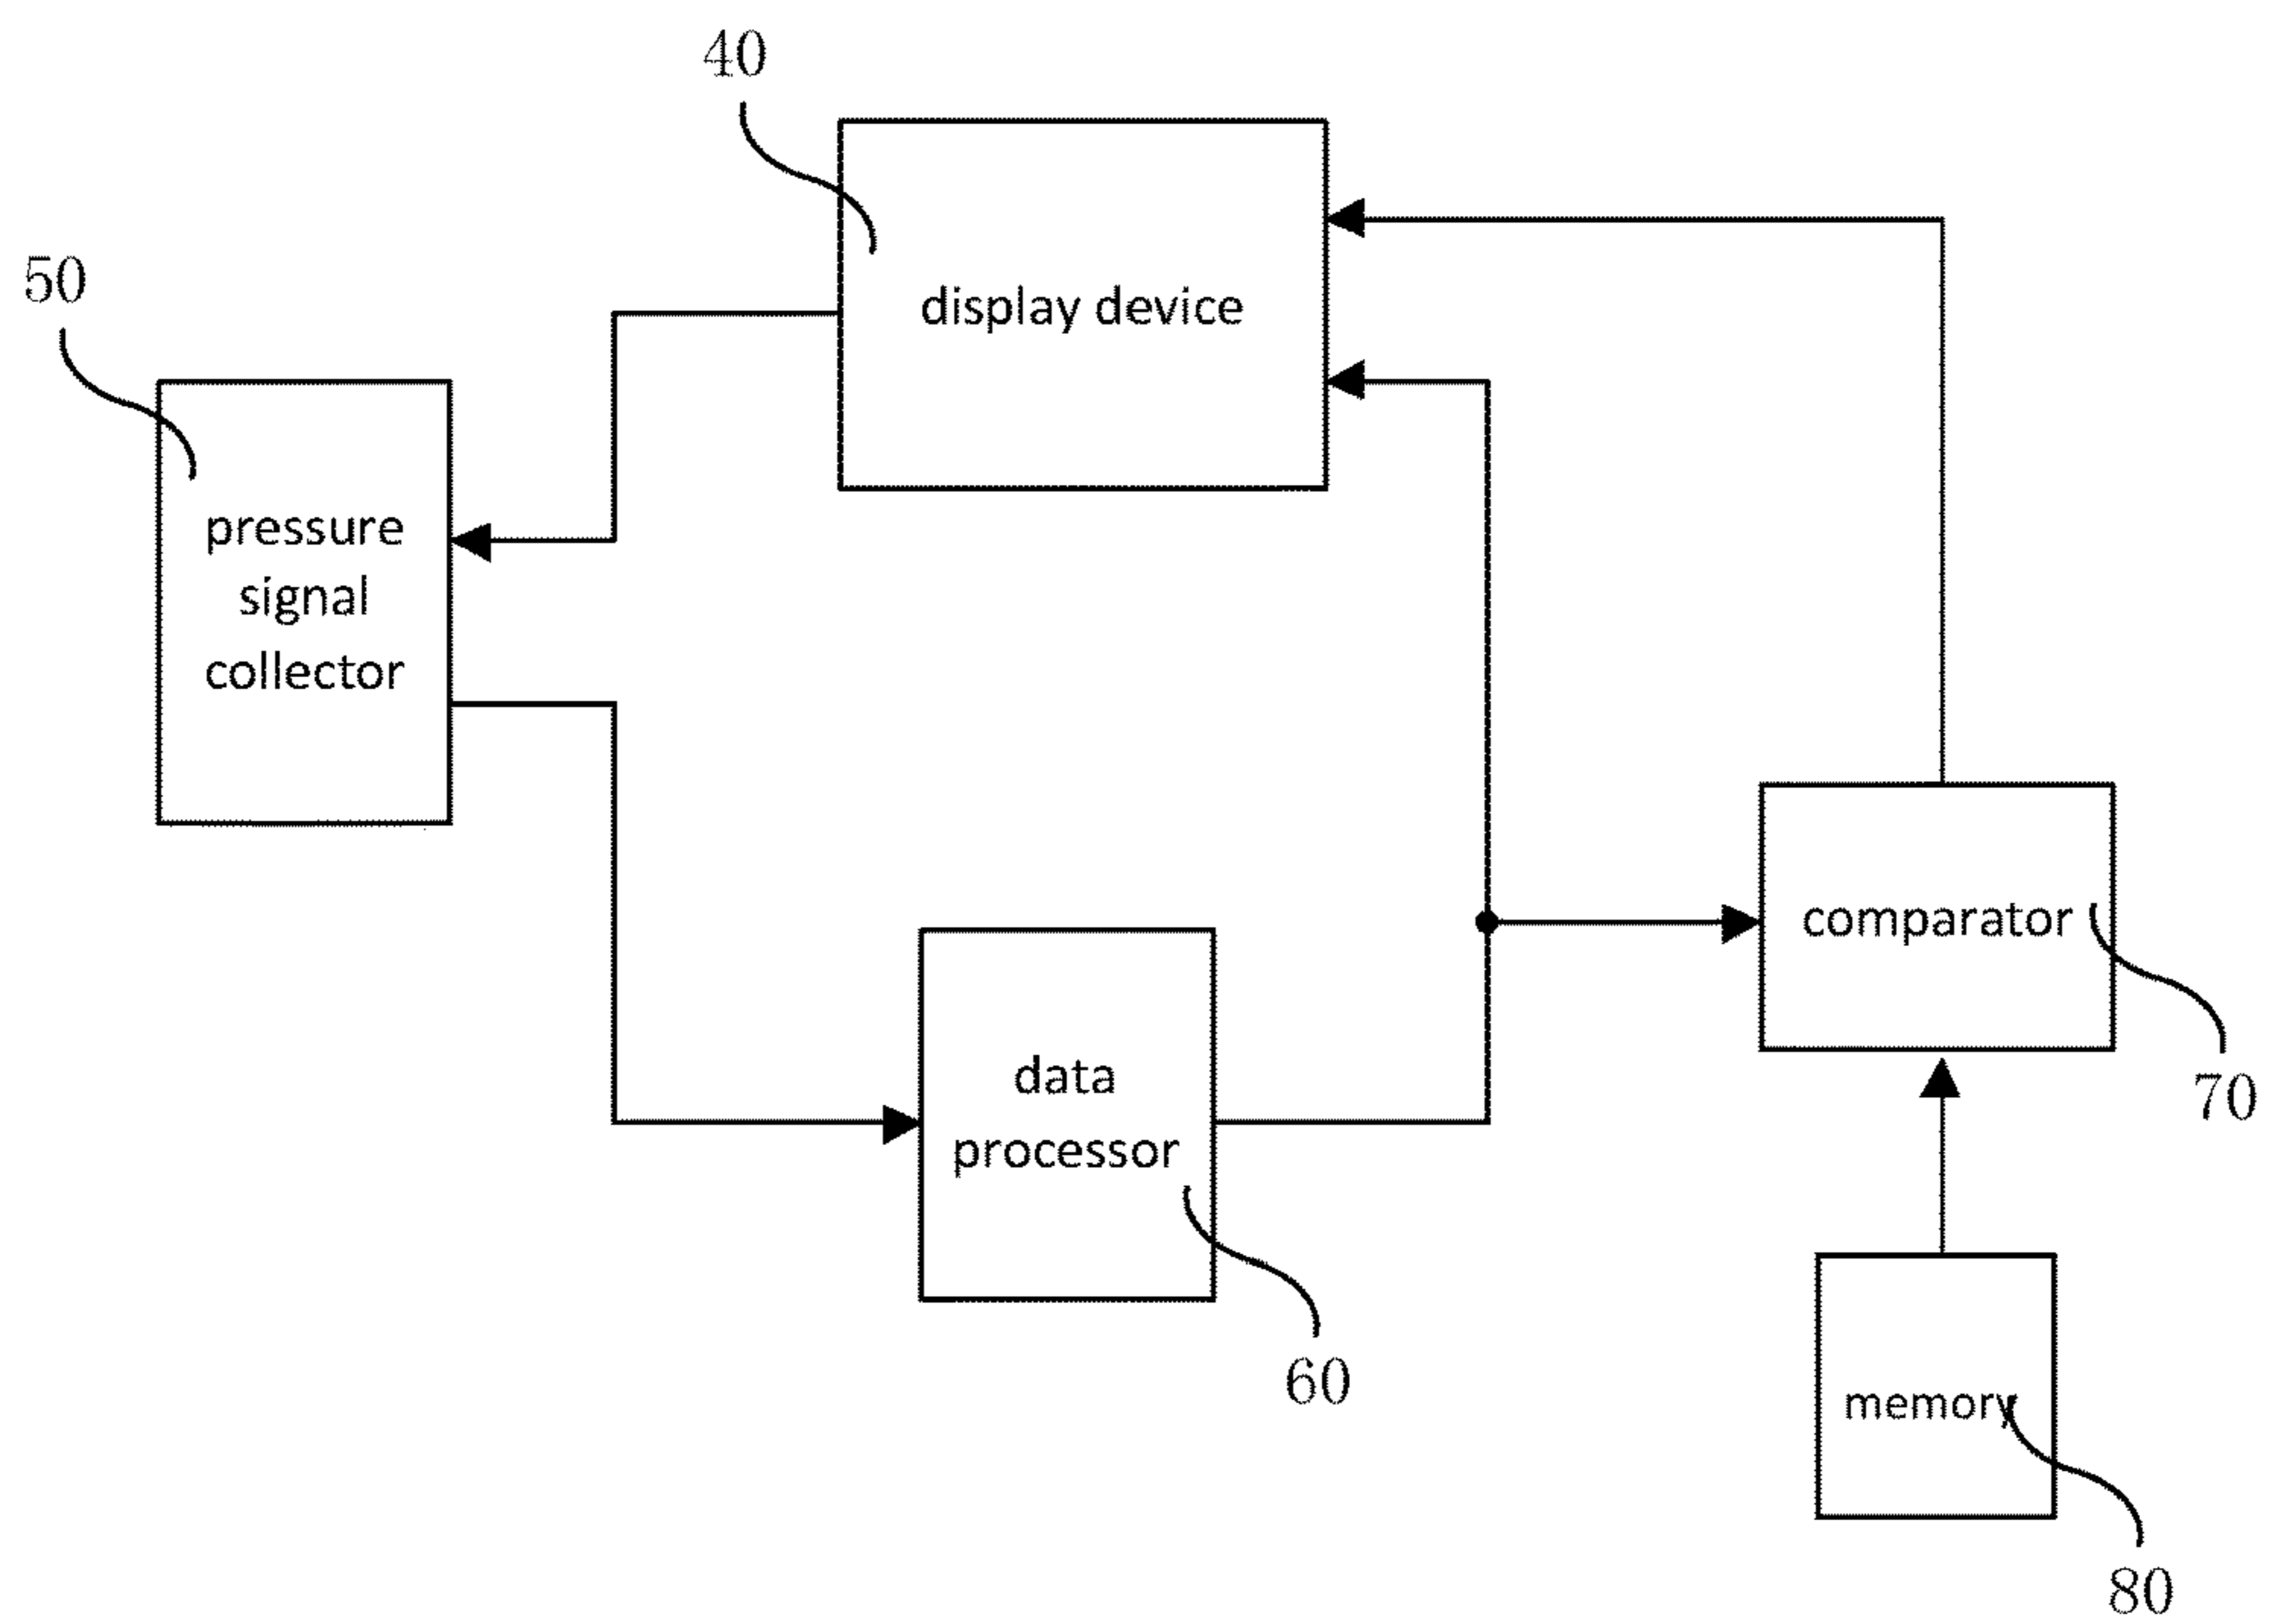 40
display device
50
pressure
signal
collector
comparator
70
data
processor
60
memory
80